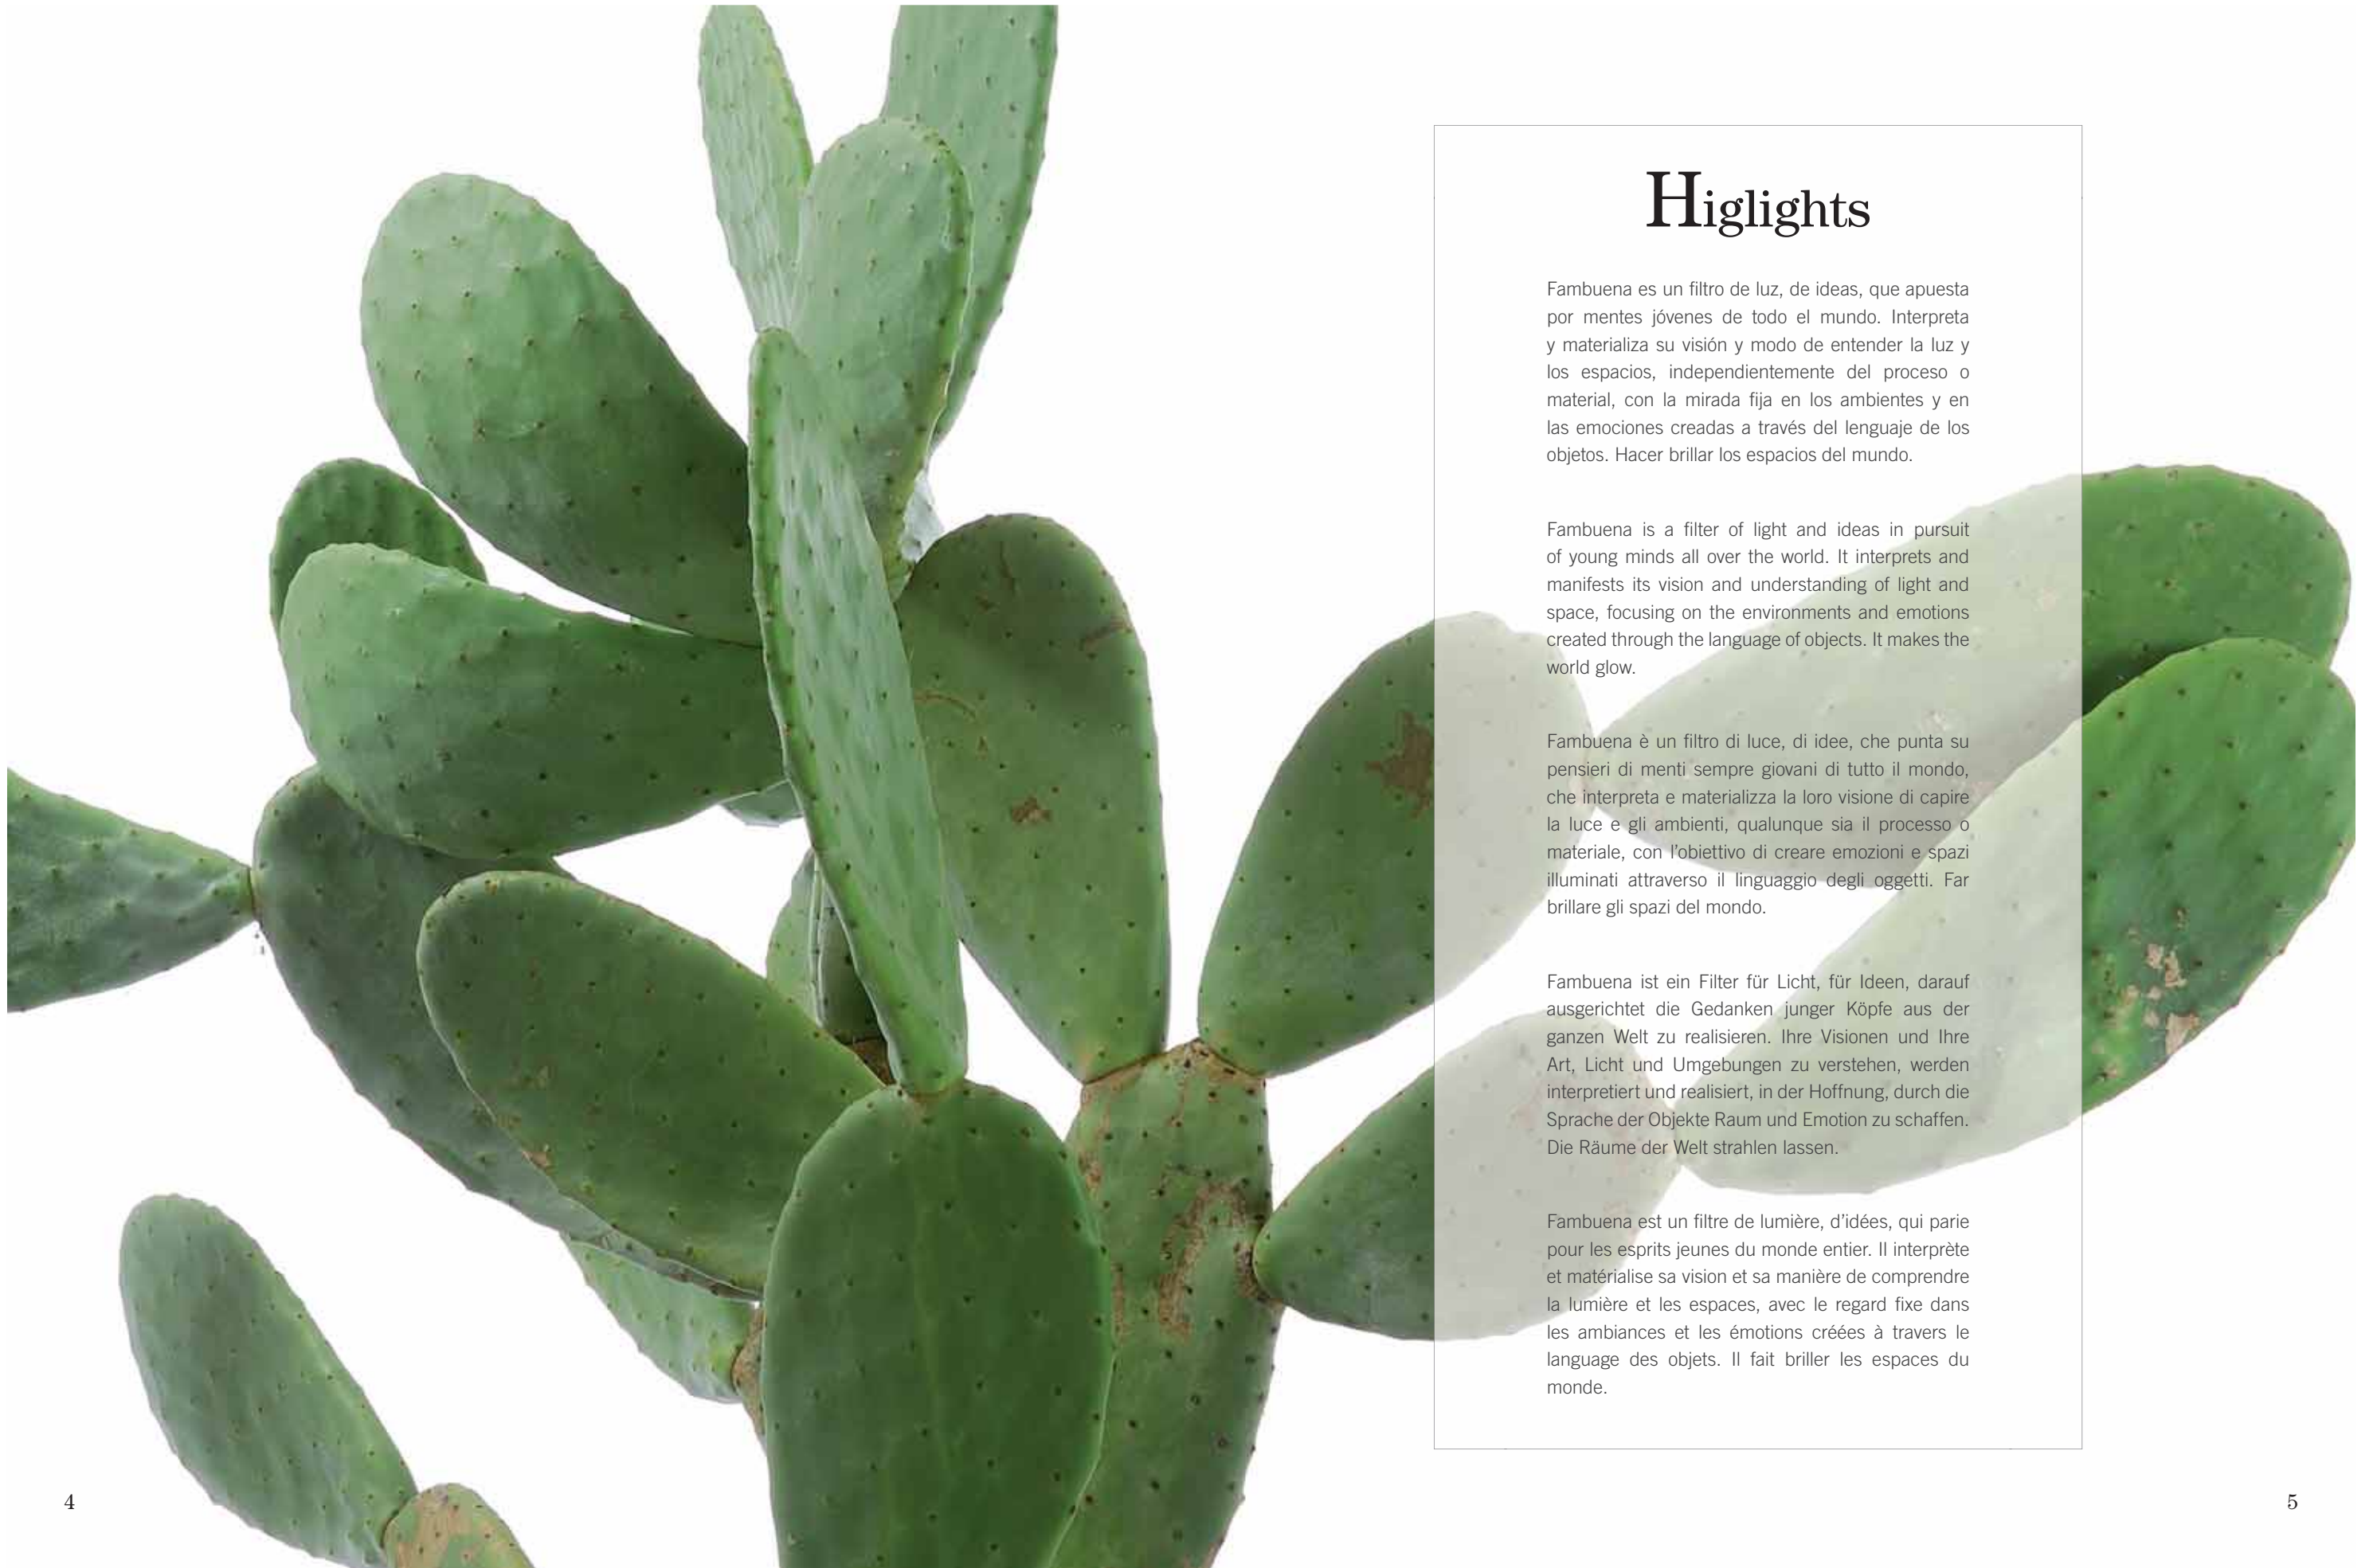 Higlights
Fambuena es un filtro de luz, de ideas, que apuesta
por mentes jóvenes de todo el mundo. Interpreta
y materializa su visión y modo de entender la luz y
los espacios, independientemente del proceso o
material, con la mirada fija en los ambientes y en
las emociones creadas a través del lenguaje de los
objetos. Hacer brillar los espacios del mundo.
Fambuena is a filter of light and ideas in pursuit
of young minds all over the world. It interprets and
manifests its vision and understanding of light and
space, focusing on the environments and emotions
created through the language of objects. It makes the
world glow.
Fambuena è un filtro di luce, di idee, che punta su
pensieri di menti sempre giovani di tutto il mondo,
che interpreta e materializza la loro visione di capire
la luce e gli ambienti, qualunque sia il processo o
materiale, con l'obiettivo di creare emozioni e spazi
illuminati attraverso il linguaggio degli oggetti. Far
brillare gli spazi del mondo.
Fambuena ist ein Filter für Licht, für Ideen, darauf
ausgerichtet die Gedanken junger Köpfe aus der
ganzen Welt zu realisieren. Ihre Visionen und Ihre
Art, Licht und Umgebungen zu verstehen, werden
interpretiert und realisiert, in der Hoffnung, durch die
Sprache der Objekte Raum und Emotion zu schaffen.
Die Räume der Welt strahlen lassen.
Fambuena est un filtre de lumière, d'idées, qui parie
pour les esprits jeunes du monde entier. Il interprète
et matérialise sa vision et sa manière de comprendre
la lumière et les espaces, avec le regard fixe dans
les ambiances et les émotions créées à travers le
language des objets. Il fait briller les espaces du
monde.
4
5